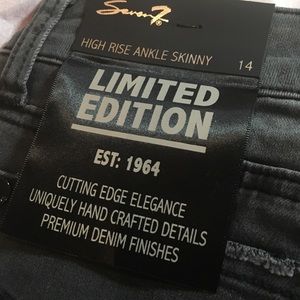 Seven7®
HIGH RISE ANKLE SKINNY 14
LIMITED
EDITION
EST: 1964
CUTTING EDGE ELEGANCE
UNIQUELY HAND CRAFTED DETAILS
PREMIUM DENIM FINISHES